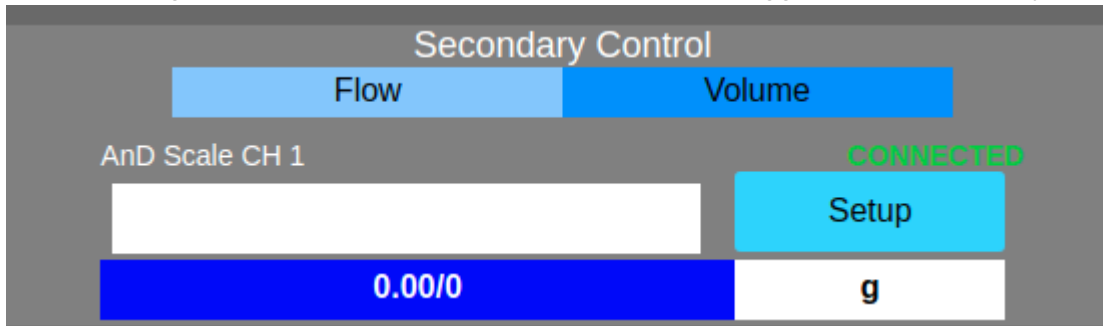 Secondary Control
Flow Volume
AnD Scale CH 1 CONNECTED
Setup
0.00/0 g